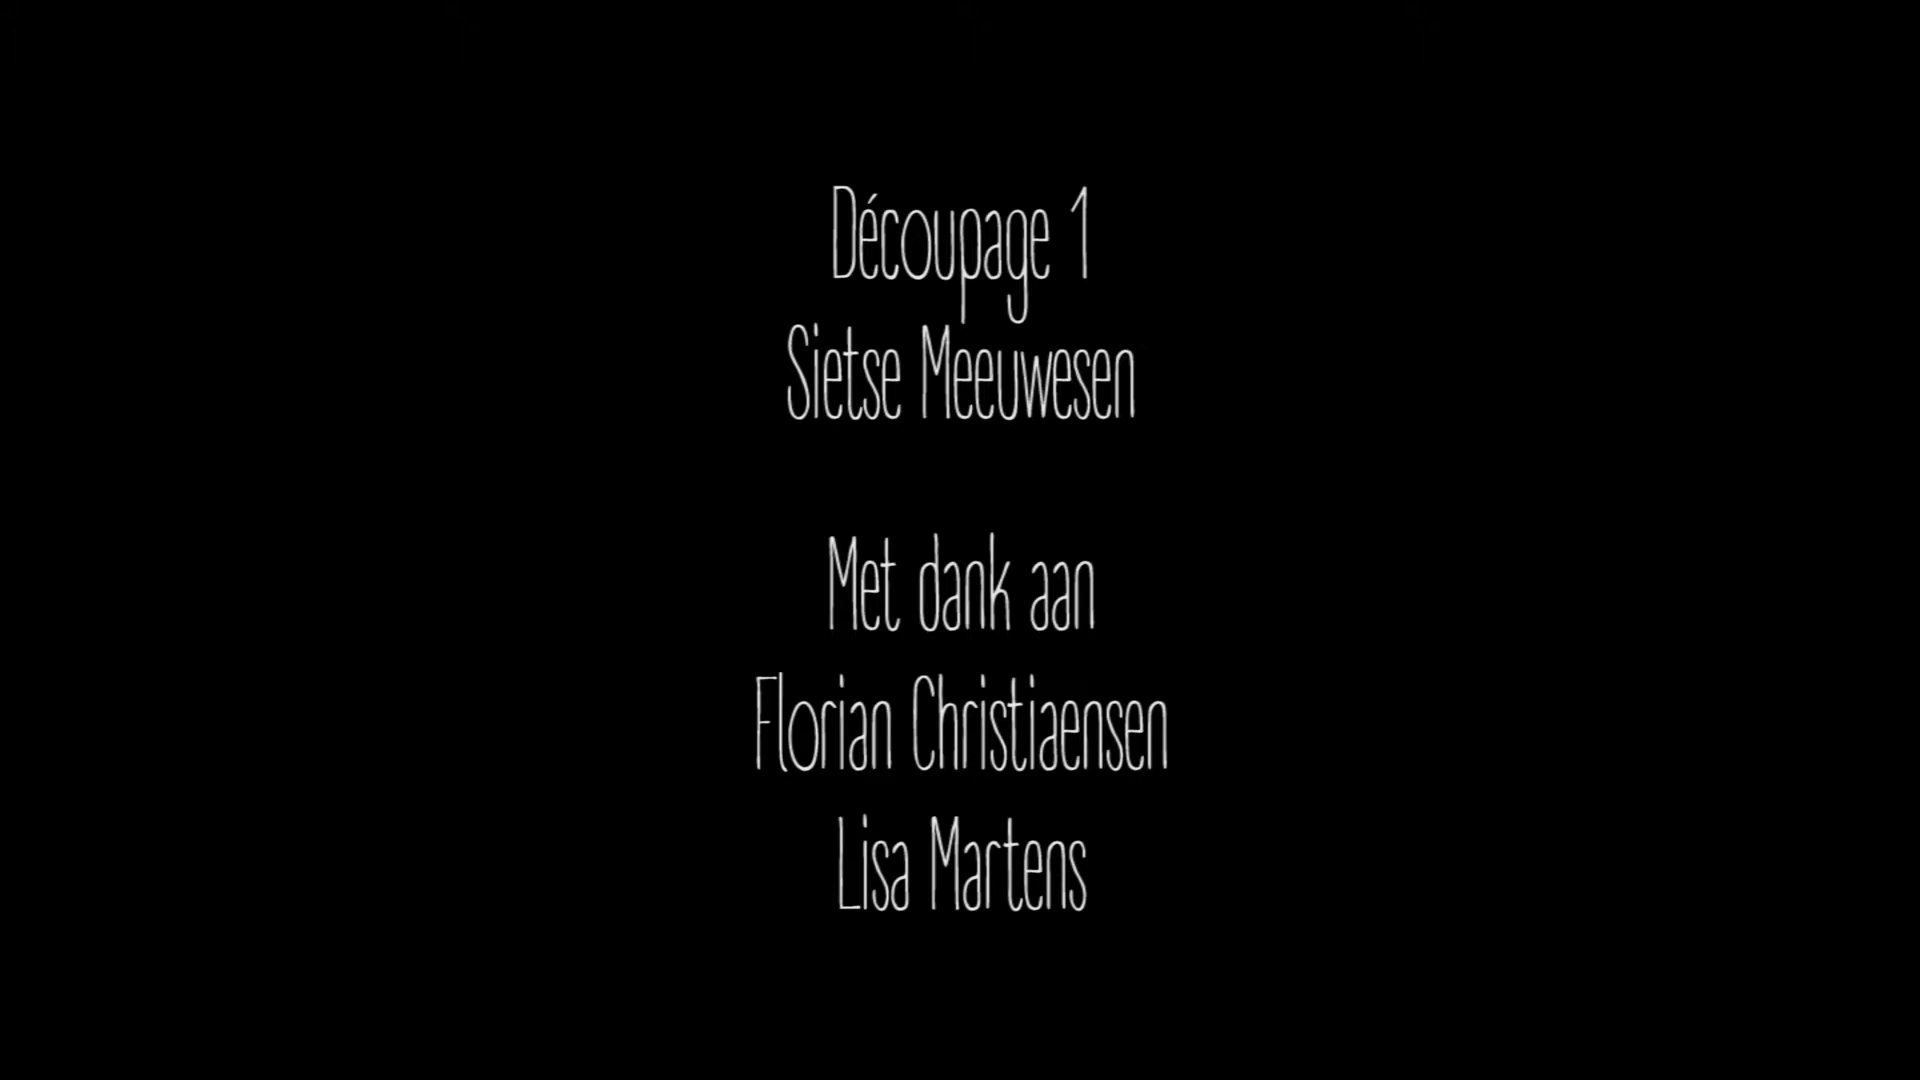 Découpage 1
Sietse Meeuwesen
Met dank aan
Florian Christiaensen
Lisa Martens